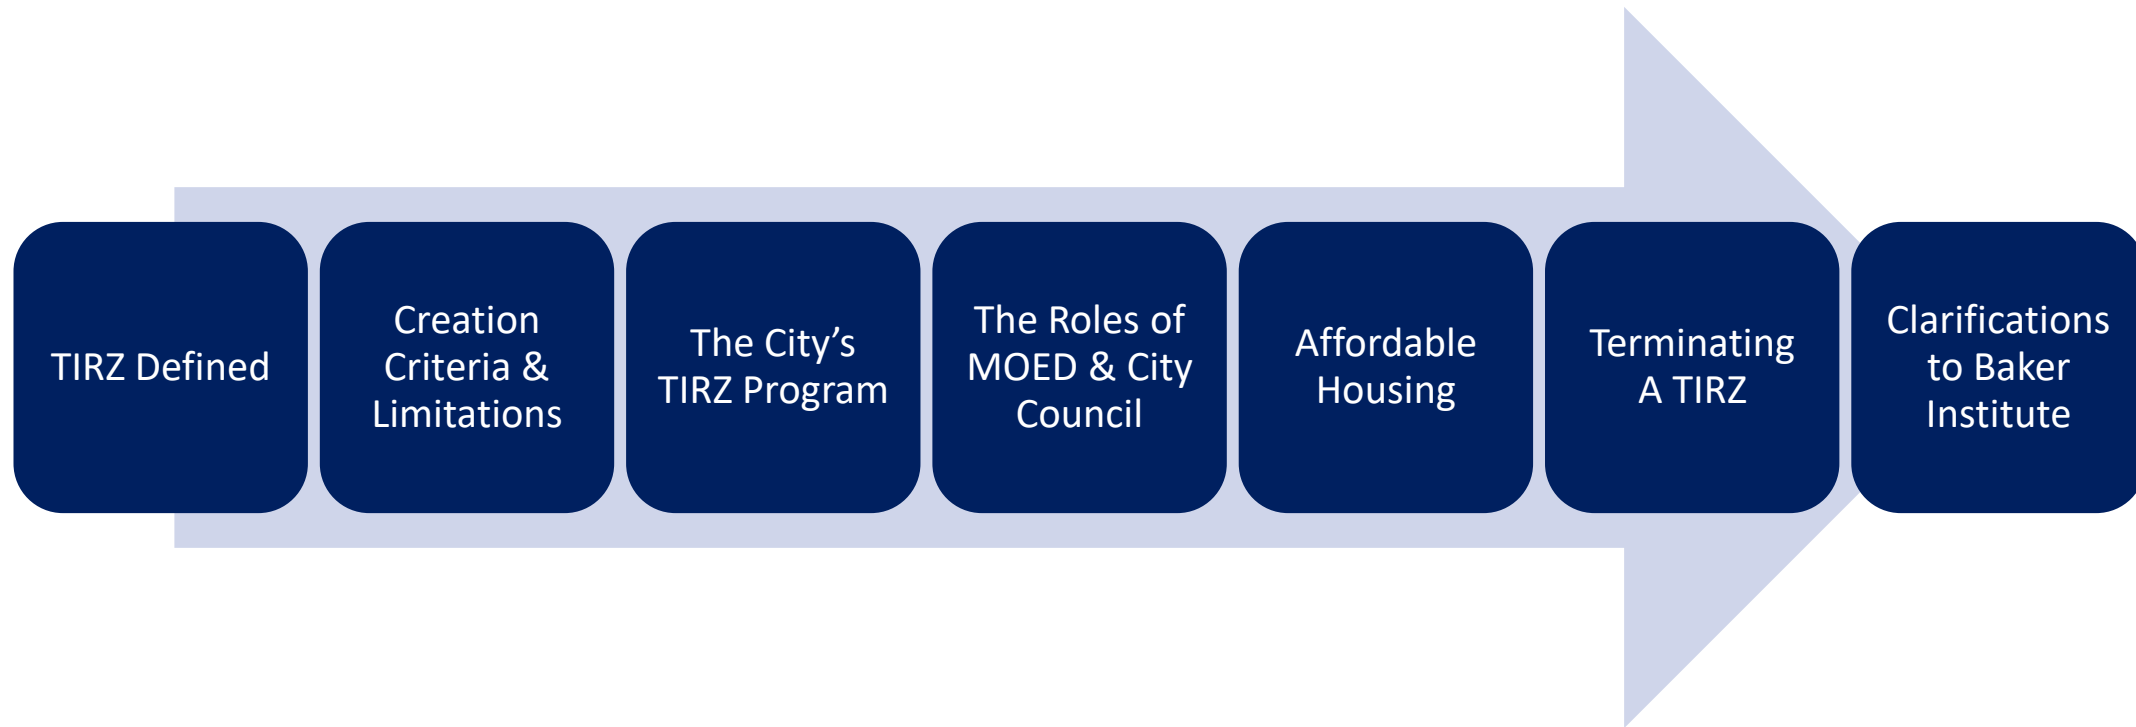 TIRZ Defined
Creation
Criteria &
Limitations
The City’s
TIRZ Program
The Roles of
MOED & City
Council
Affordable
Housing
Terminating
A TIRZ
Clarifications
to Baker
Institute